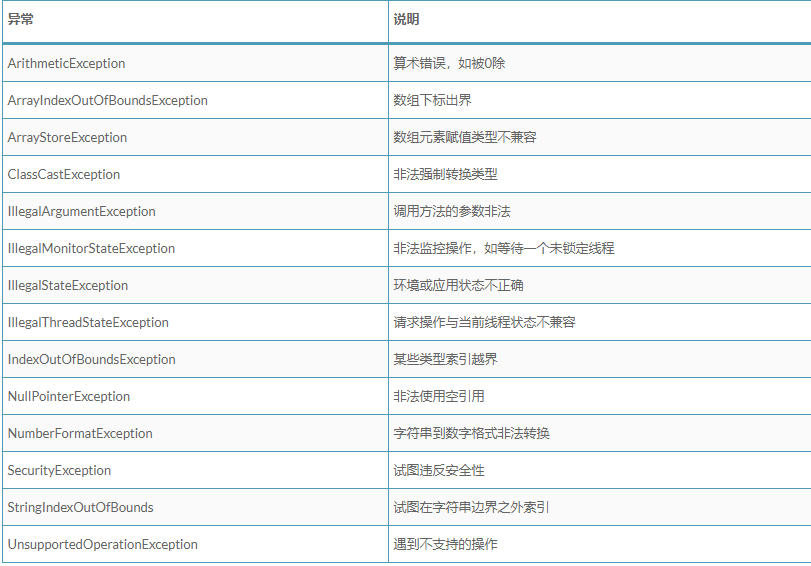 异常 说明
ArithmeticException 算术错误，如被0除
ArrayIndexOutOfBoundsException 数组下标出界
ArrayStoreException 数组元素赋值类型不兼容
ClassCastException 非法强制转换类型
IllegalArgumentException 调用方法的参数非法
IllegalMonitorStateException 非法监控操作，如等待一个未锁定线程
IllegalStateException 环境或应用状态不正确
IllegalThreadStateException 请求操作与当前线程状态不兼容
IndexOutOfBoundsException 某些类型索引越界
NullPointerException 非法使用空引用
NumberFormatException 字符串到数字格式非法转换
SecurityException 试图违反安全性
StringIndexOutOfBounds 试图在字符串边界之外索引
UnsupportedOperationException 遇到不支持的操作